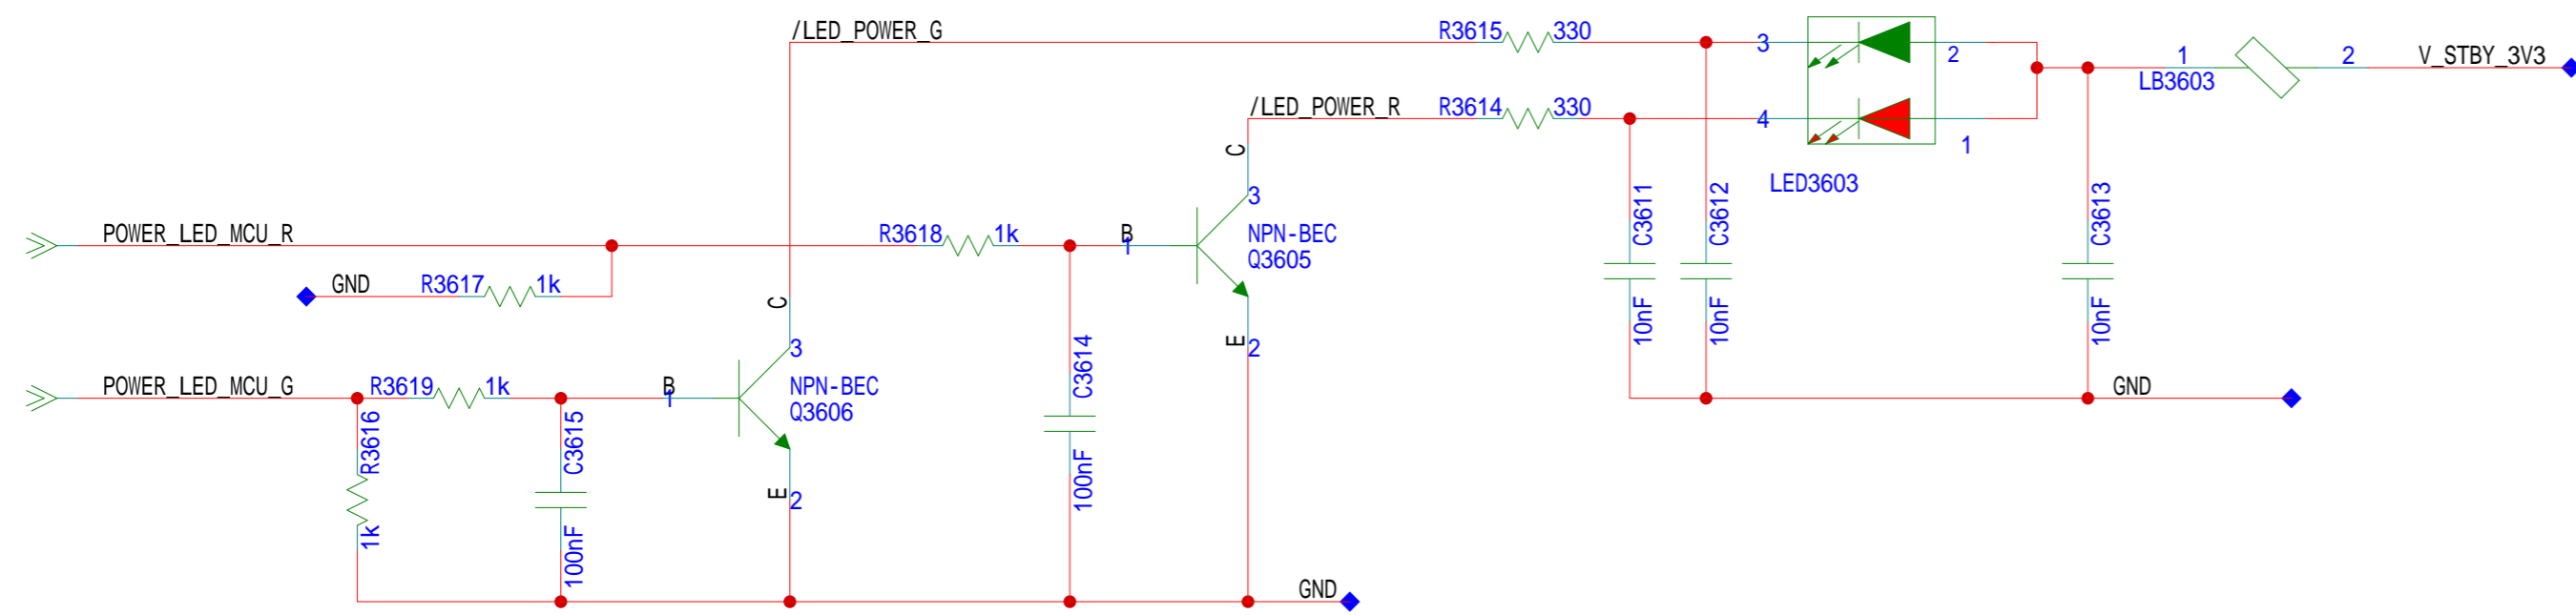 /LED_POWER_G
R3615 330
3
2
1
LB3603
2
V_STBY_3V3
/LED_POWER_R
R3614 330
4
1
LED3603
C
3
POWER_LED_MCU_R
R3618 1k
B
1
NPN-BEC
Q3605
C3611
C3612
C3613
GND
R3617 1k
C
10nF
10nF
10nF
E
2
3
C3614
POWER_LED_MCU_G
R3619 1k
B
1
NPN-BEC
Q3606
GND
R3616
C3615
100nF
E
2
1k
100nF
GND